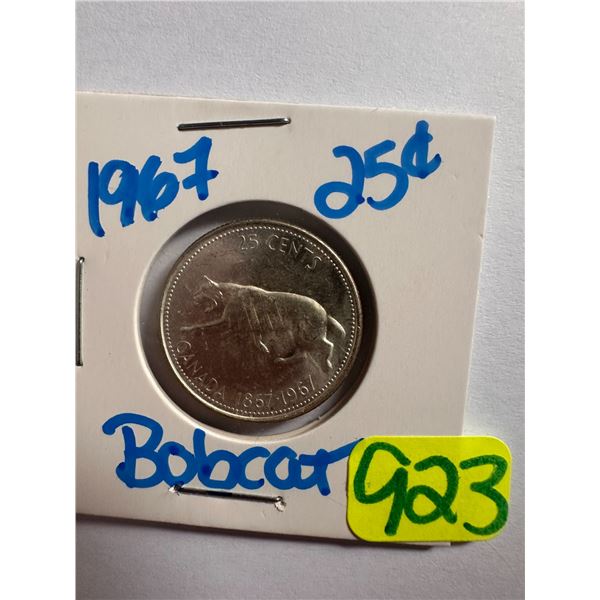 1967 25¢
25 CENTS
CANADA 1867·1967
Bobcat
923